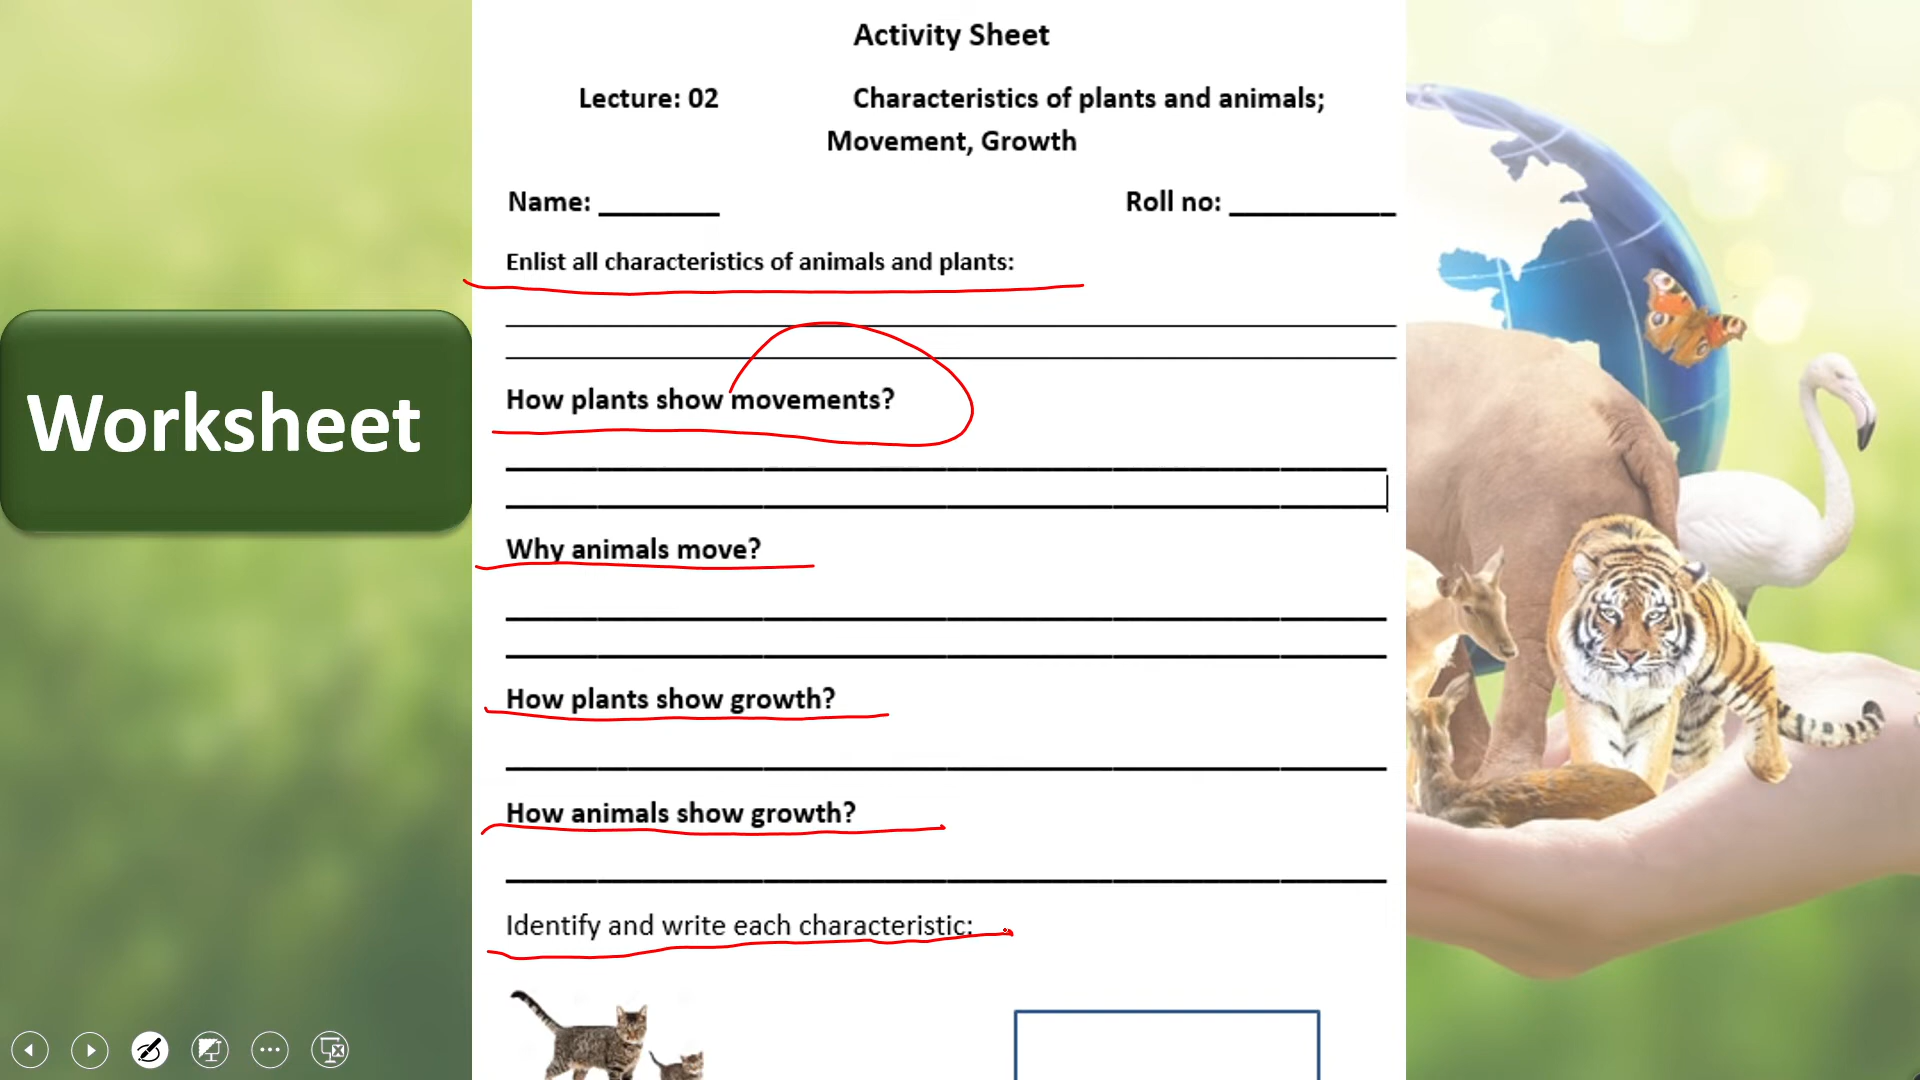 Activity Sheet
Lecture: 02 Characteristics of plants and animals;
Movement, Growth
Name: ________ Roll no: ___________
Enlist all characteristics of animals and plants:
How plants show movements?
Worksheet
Why animals move?
How plants show growth?
How animals show growth?
Identify and write each characteristic: